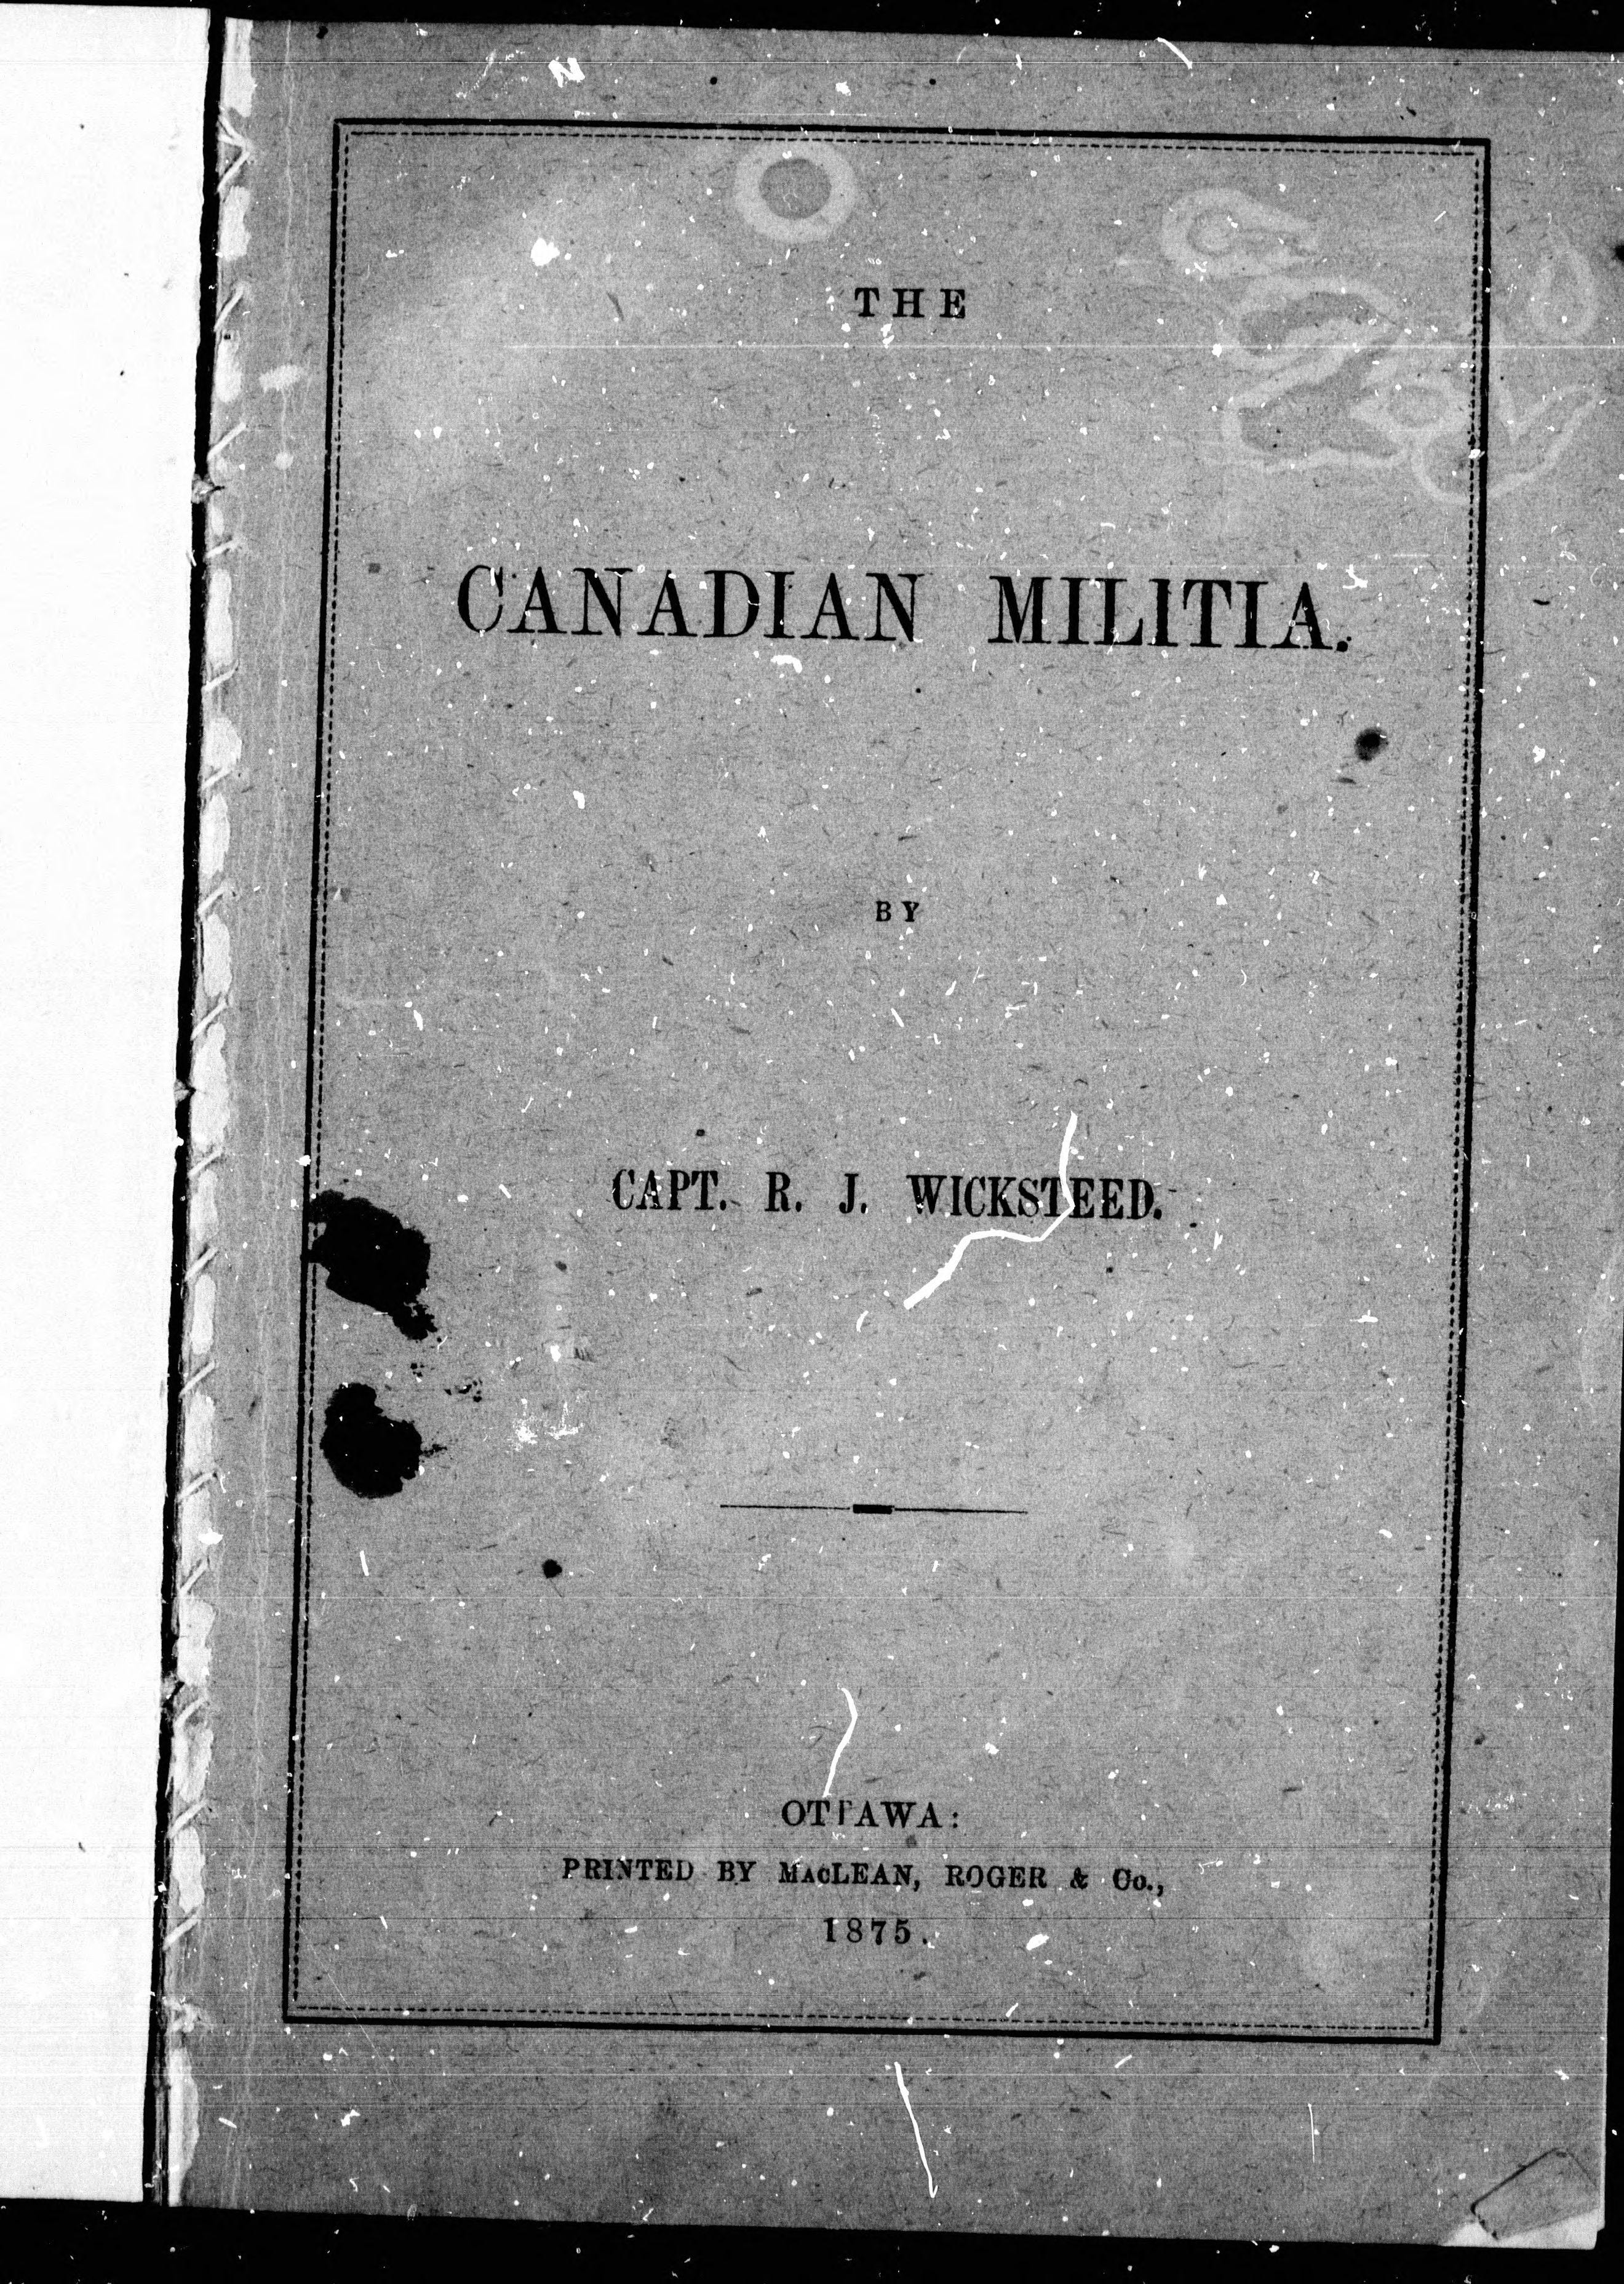 THE
CANADIAN MILITIA.
BY
CAPT. R. J. WICKSTEED.
OTTAWA:
PRINTED BY MACLEAN, ROGER & Co.,
1875.